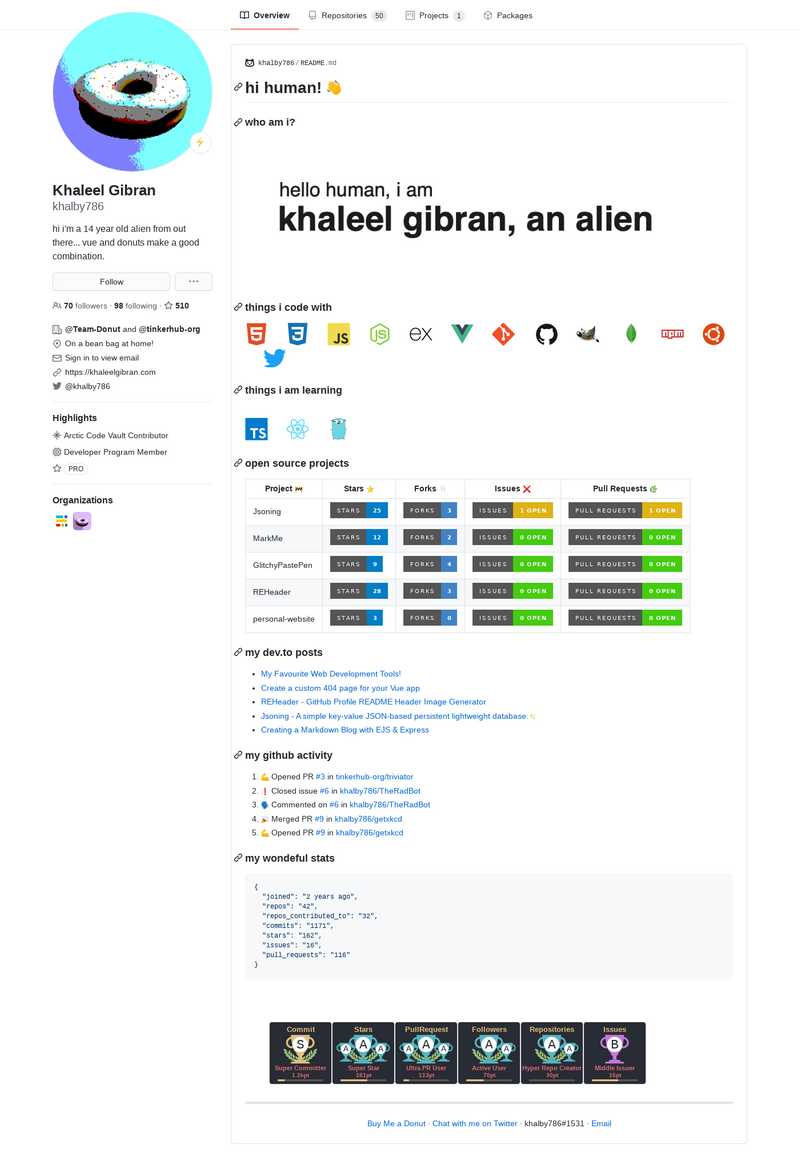 Overview Repositories 50 Projects 1 Packages
Khaleel Gibran
khalby786
hi i'm a 14 year old alien from out
there... vue and donuts make a good
combination.
Follow
70 followers · 98 following · 510
@Team-Donut and @tinkerhub-org
On a bean bag at home!
Sign in to view email
https://khaleelgibran.com
@khalby786
Highlights
Arctic Code Vault Contributor
Developer Program Member
PRO
Organizations
khalby786/README.md
hi human! 👋
who am i?
hello human, i am
khaleel gibran, an alien
things i code with
JS
JS
ex
npm
things i am learning
TS
open source projects
Project 🚧 Stars ⭐ Forks Issues ❌ Pull Requests 🌿
Jsoning STARS 25 FORKS 3 ISSUES 1 OPEN PULL REQUESTS 1 OPEN
MarkMe STARS 12 FORKS 2 ISSUES 0 OPEN PULL REQUESTS 0 OPEN
GlitchyPastePen STARS 9 FORKS 4 ISSUES 0 OPEN PULL REQUESTS 0 OPEN
REHeader STARS 28 FORKS 3 ISSUES 0 OPEN PULL REQUESTS 0 OPEN
personal-website STARS 3 FORKS 0 ISSUES 0 OPEN PULL REQUESTS 0 OPEN
my dev.to posts
• My Favourite Web Development Tools!
• Create a custom 404 page for your Vue app
• REHeader - GitHub Profile README Header Image Generator
• Jsoning - A simple key-value JSON-based persistent lightweight database.✨
• Creating a Markdown Blog with EJS & Express
my github activity
1. 💪 Opened PR #3 in tinkerhub-org/triviator
2. ❗ Closed issue #6 in khalby786/TheRadBot
3. 🗣 Commented on #6 in khalby786/TheRadBot
4. 🎉 Merged PR #9 in khalby786/getxkcd
5. 💪 Opened PR #9 in khalby786/getxkcd
my wondeful stats
{
"joined": "2 years ago",
"repos": "42",
"repos_contributed_to": "32",
"commits": "1171",
"stars": "162",
"issues": "16",
"pull_requests": "116"
}
Commit Stars PullRequest Followers Repositories Issues
S A A A A A A A A A B
Super Committer Super Star Ultra PR User Active User Hyper Repo Creator Middle Issuer
1.2kpt 161pt 113pt 70pt 30pt 16pt
Buy Me a Donut · Chat with me on Twitter · khalby786#1531 · Email